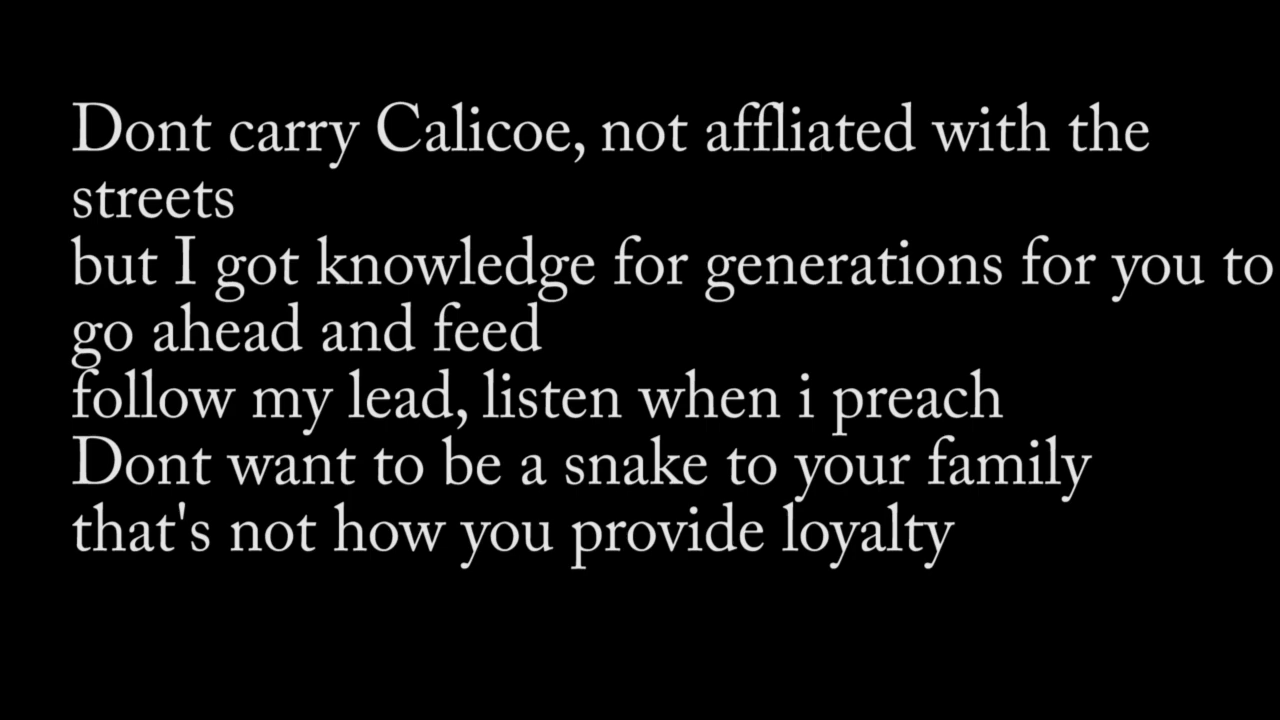 Dont carry Calicoe, not affliated with the
streets
but I got knowledge for generations for you to
go ahead and feed
follow my lead, listen when i preach
Dont want to be a snake to your family
that's not how you provide loyalty